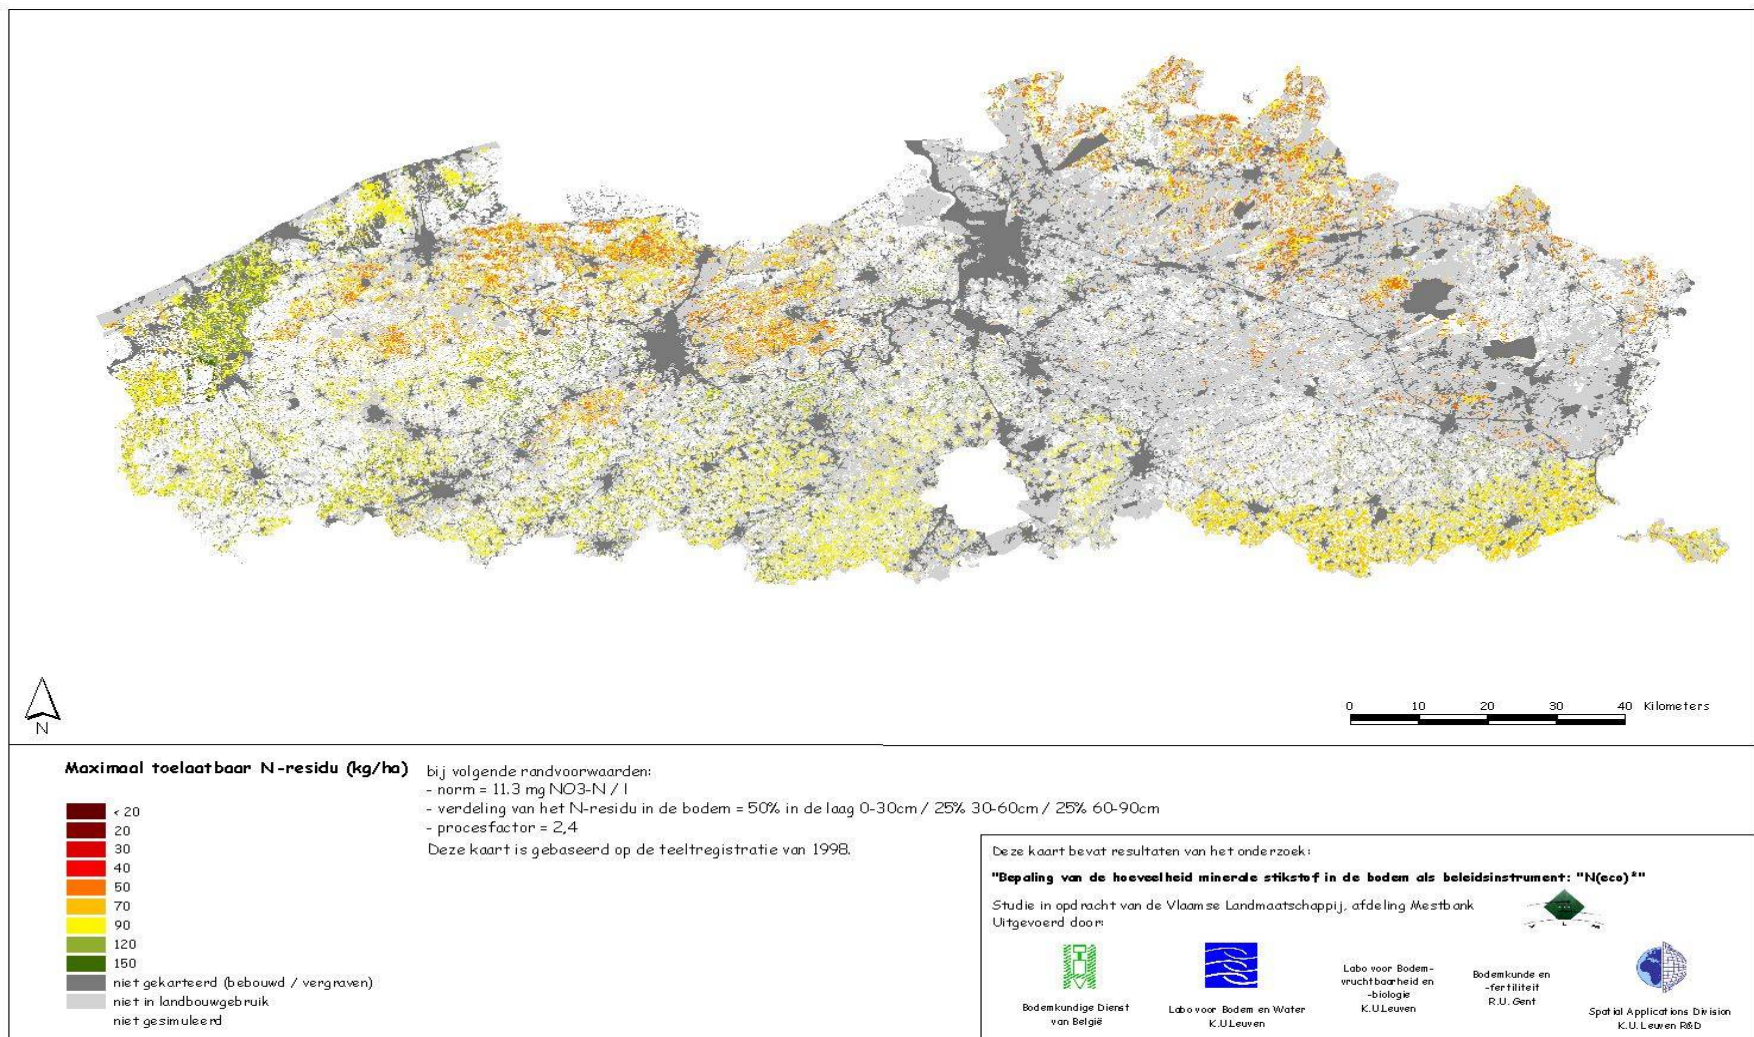 0 10 20 30 40 Kilometers
N
Maximaal toelaatbaar N-residu (kg/ha)
< 20
20
30
40
50
70
90
120
150
niet gekarteerd (bebouwd / vergraven)
niet in landbouwgebruik
niet gesimuleerd
bij volgende randvoorwaarden:
- norm = 11.3 mg NO3-N / l
- verdeling van het N-residu in de bodem = 50% in de laag 0-30cm / 25% 30-60cm / 25% 60-90cm
- procesfactor = 2,4
Deze kaart is gebaseerd op de teeltregistratie van 1998.
Deze kaart bevat resultaten van het onderzoek:
"Bepaling van de hoeveelheid minerale stikstof in de bodem als beleidsinstrument: "N(eco)²"
Studie in opdracht van de Vlaamse Landmaatschappij, afdeling Mestbank
Uitgevoerd door:
V L M
Bodemkundige Dienst
van België
Labo voor Bodem en Water
K.U.Leuven
Labo voor Bodem-
vruchtbaarheid en
-biologie
K.U.Leuven
Bodemkunde en
-fertiliteit
R.U. Gent
Spatial Applications Division
K.U. Leuven R&D